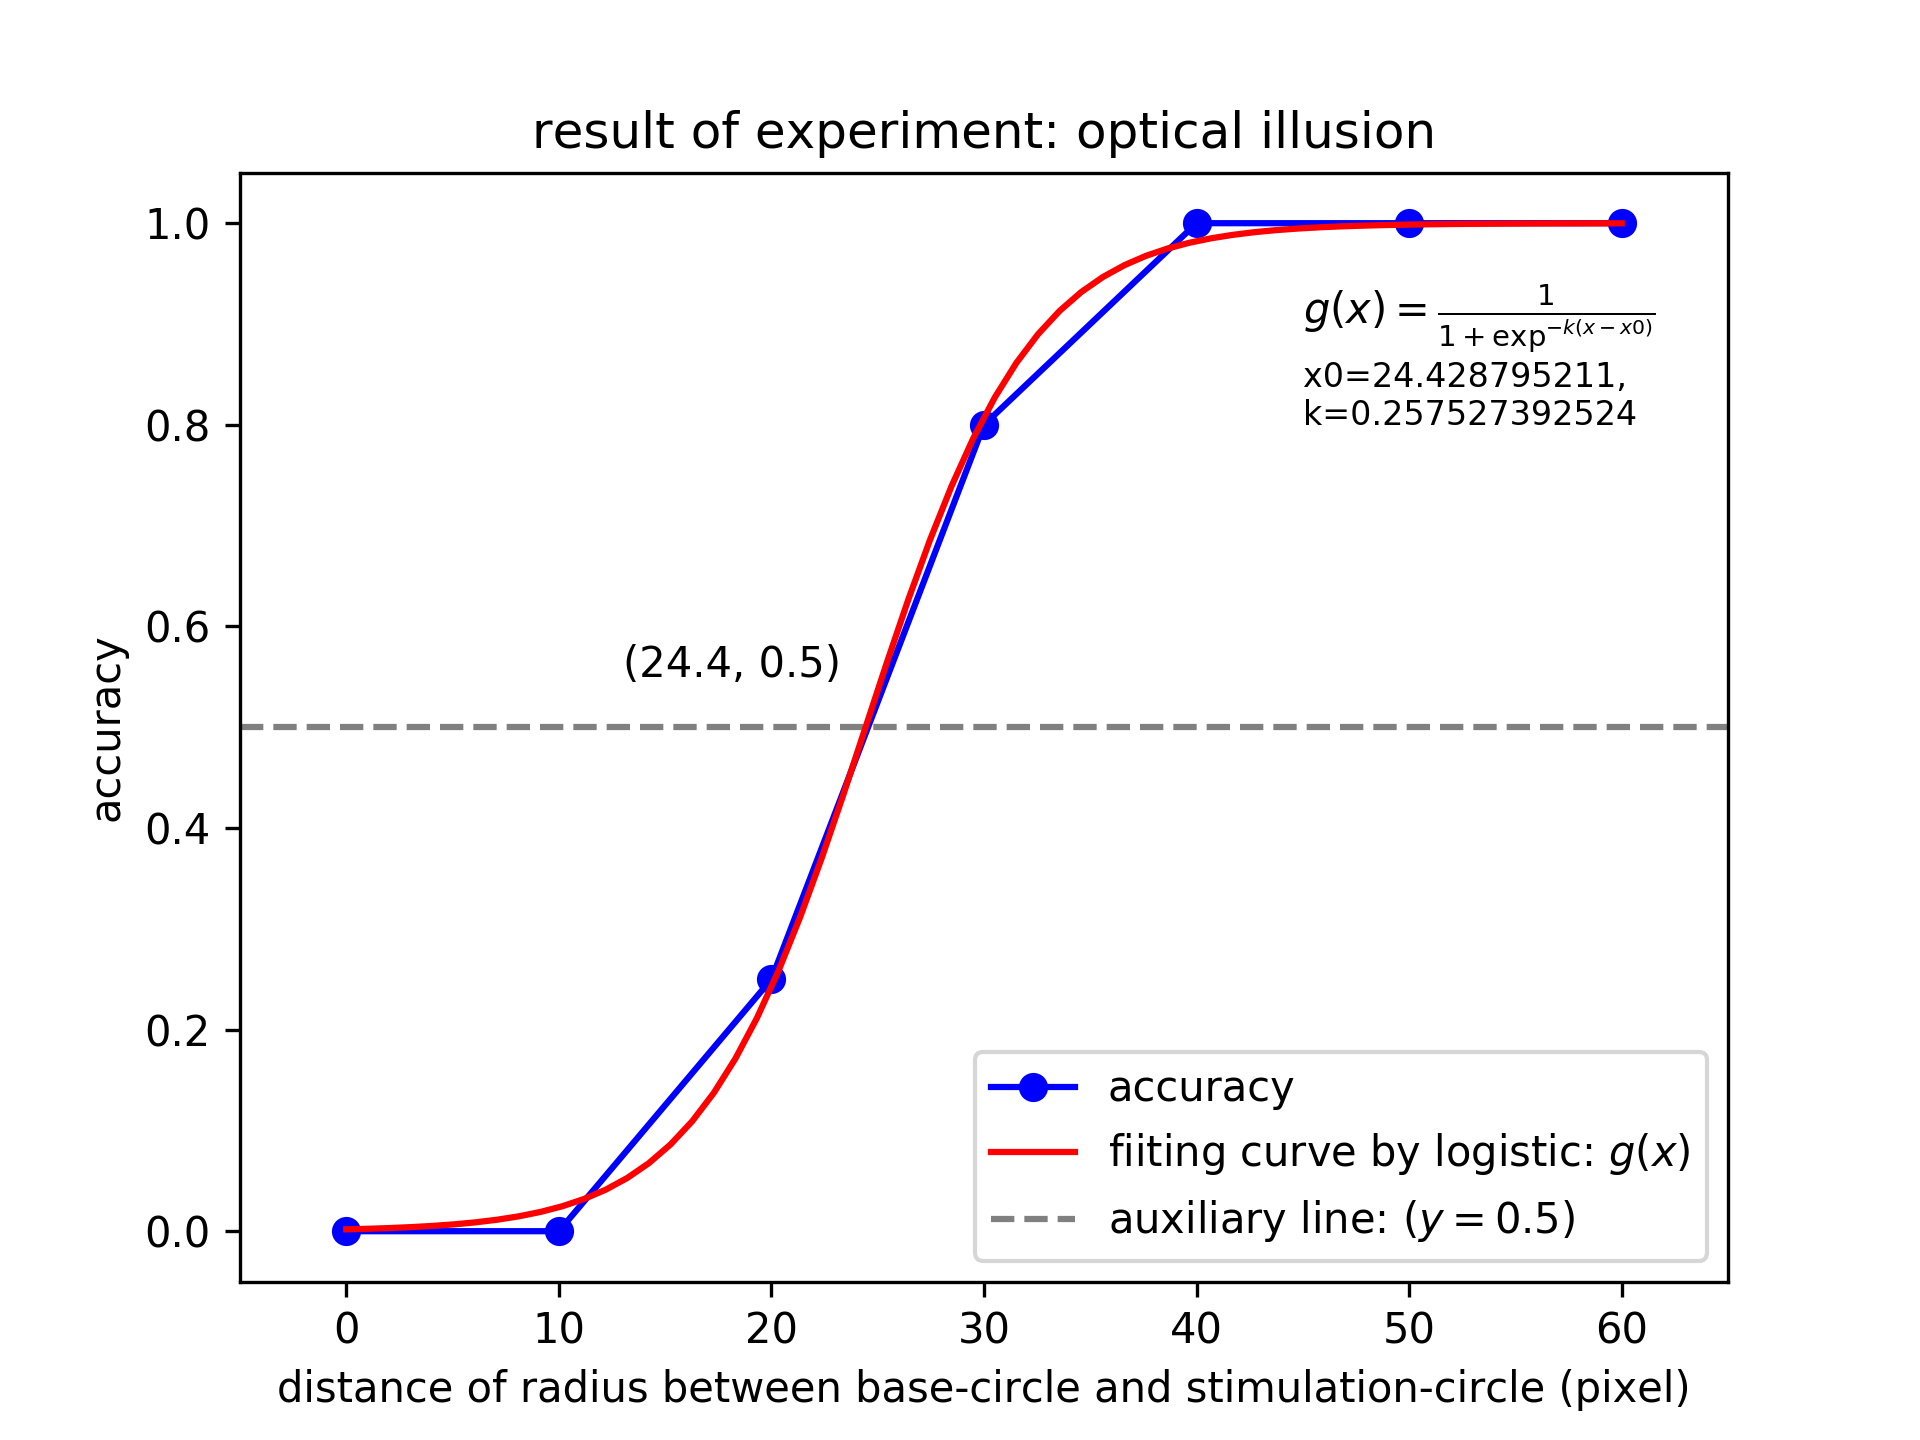 result of experiment: optical illusion
1.0
0.8
0.6
0.4
0.2
0.0
accuracy
g(x) = 1 / (1 + exp^{-k(x-x0)})
x0=24.428795211,
k=0.257527392524
(24.4, 0.5)
accuracy
fiiting curve by logistic: g(x)
auxiliary line: (y = 0.5)
0 10 20 30 40 50 60
distance of radius between base-circle and stimulation-circle (pixel)